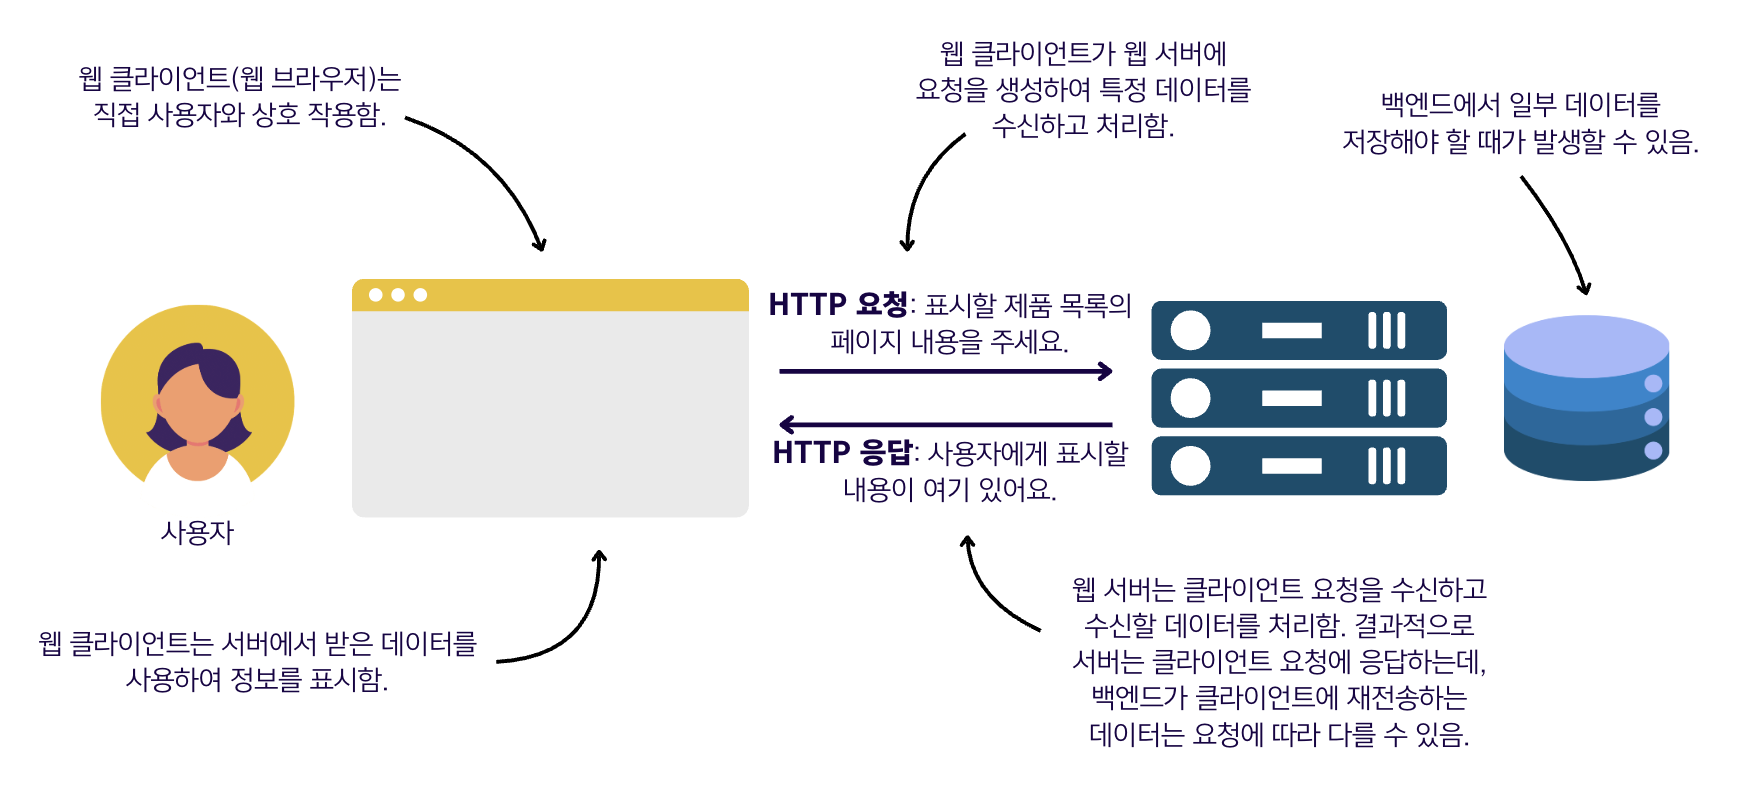 웹 클라이언트(웹 브라우저)는
직접 사용자와 상호 작용함.
웹 클라이언트가 웹 서버에
요청을 생성하여 특정 데이터를
수신하고 처리함.
백엔드에서 일부 데이터를
저장해야 할 때가 발생할 수 있음.
HTTP 요청: 표시할 제품 목록의
페이지 내용을 주세요.
HTTP 응답: 사용자에게 표시할
내용이 여기 있어요.
사용자
웹 클라이언트는 서버에서 받은 데이터를
사용하여 정보를 표시함.
웹 서버는 클라이언트 요청을 수신하고
수신할 데이터를 처리함. 결과적으로
서버는 클라이언트 요청에 응답하는데,
백엔드가 클라이언트에 재전송하는
데이터는 요청에 따라 다를 수 있음.